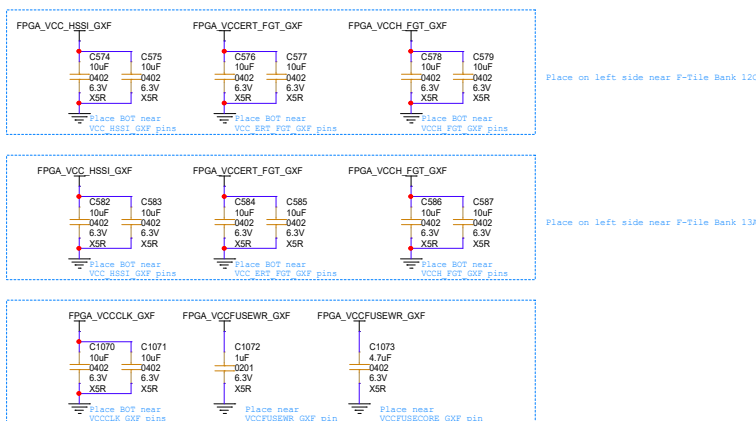 FPGA_VCC_HSSI_GXF FPGA_VCCERT_FGT_GXF FPGA_VCCH_FGT_GXF
C574 C575 C576 C577 C578 C579
10uF 10uF 10uF 10uF 10uF 10uF
0402 0402 0402 0402 0402 0402
6.3V 6.3V 6.3V 6.3V 6.3V 6.3V
X5R X5R X5R X5R X5R X5R
Place on left side near F-Tile Bank 12C
Place BOT near Place BOT near Place BOT near
VCC_HSSI_GXF pins VCC_ERT_FGT_GXF pins VCCH_FGT_GXF pins
FPGA_VCC_HSSI_GXF FPGA_VCCERT_FGT_GXF FPGA_VCCH_FGT_GXF
C582 C583 C584 C585 C586 C587
10uF 10uF 10uF 10uF 10uF 10uF
0402 0402 0402 0402 0402 0402
6.3V 6.3V 6.3V 6.3V 6.3V 6.3V
X5R X5R X5R X5R X5R X5R
Place on left side near F-Tile Bank 13A
Place BOT near Place BOT near Place BOT near
VCC_HSSI_GXF pins VCC_ERT_FGT_GXF pins VCCH_FGT_GXF pins
FPGA_VCCCLK_GXF FPGA_VCCFUSEWR_GXF FPGA_VCCFUSEWR_GXF
C1070 C1071 C1072 C1073
10uF 10uF 1uF 4.7uF
0402 0402 0201 0402
6.3V 6.3V 6.3V 6.3V
X5R X5R X5R X5R
Place BOT near Place near Place near
VCCCLK_GXF pins VCCFUSEWR_GXF pin VCCFUSECORE_GXF pin